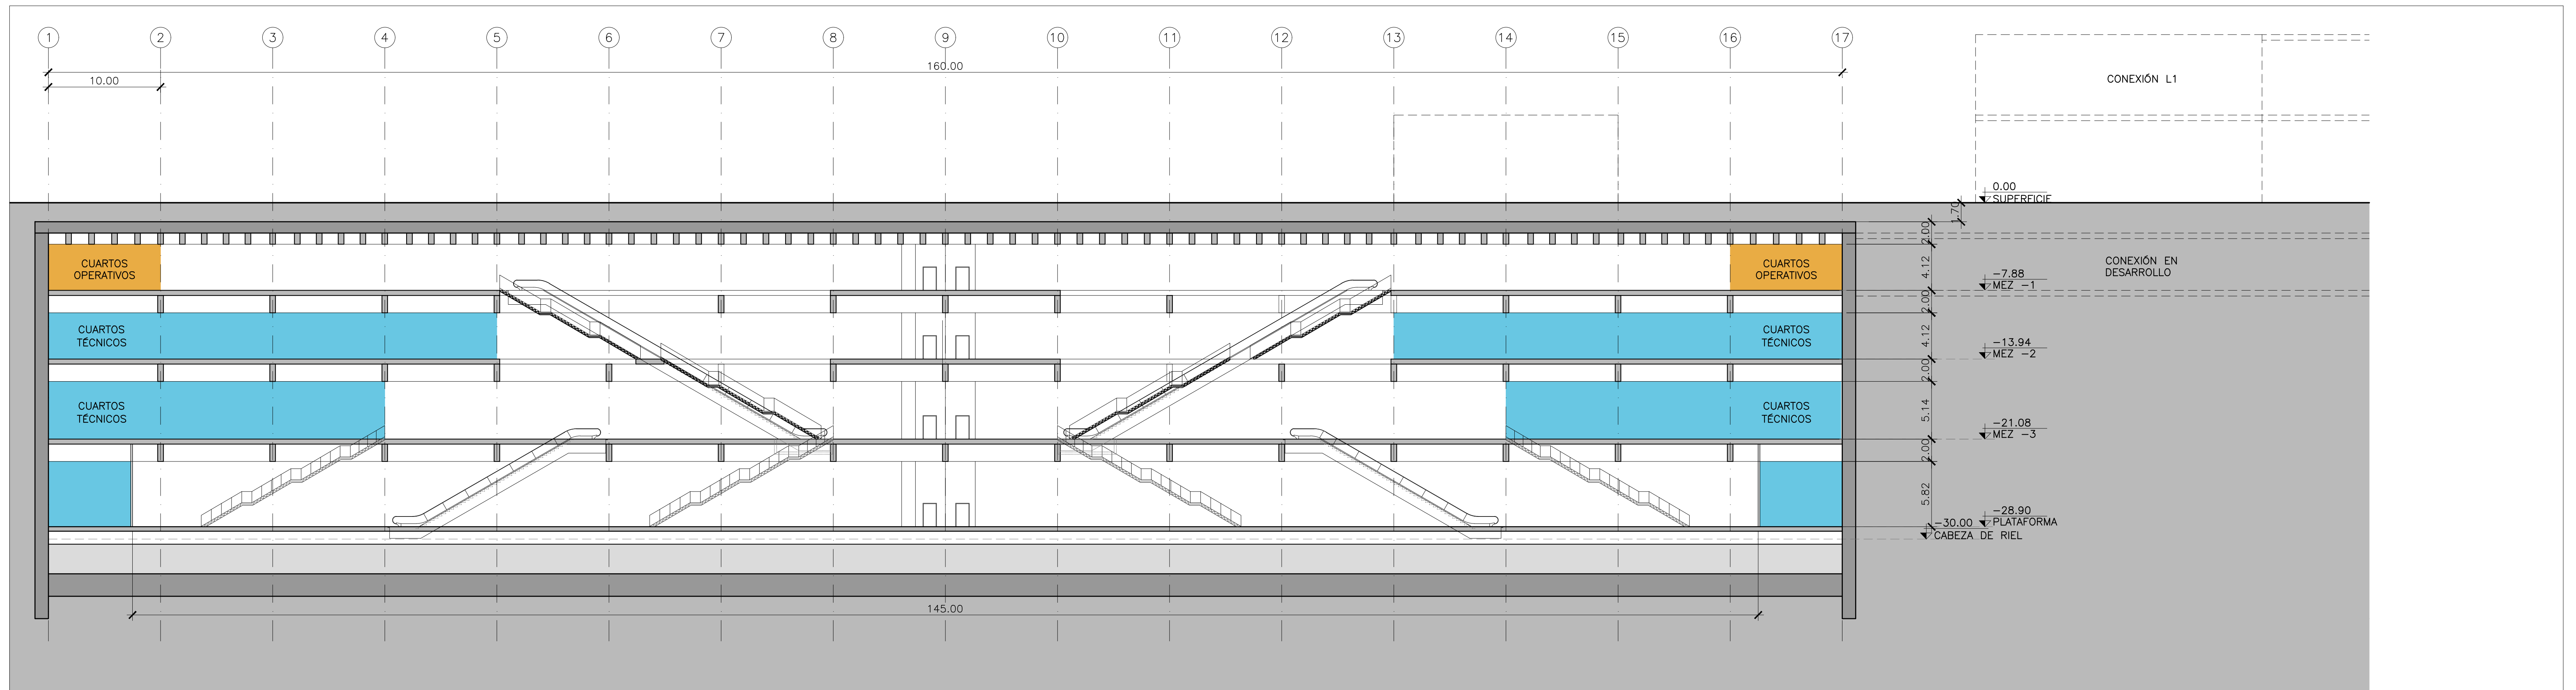 1 2 3 4 5 6 7 8 9 10 11 12 13 14 15 16 17
160.00
10.00
CONEXIÓN L1
0.00
SUPERFICIE
1.70
2.00
CUARTOS
OPERATIVOS
CUARTOS
OPERATIVOS
4.12
CONEXIÓN EN
DESARROLLO
-7.88
MEZ -1
2.00
CUARTOS
TÉCNICOS
CUARTOS
TÉCNICOS
4.12
-13.94
MEZ -2
2.00
CUARTOS
TÉCNICOS
CUARTOS
TÉCNICOS
5.14
-21.08
MEZ -3
2.00
5.82
-28.90
PLATAFORMA
-30.00
CABEZA DE RIEL
145.00